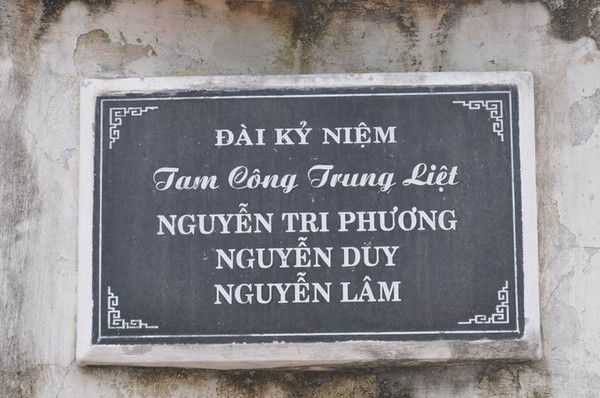 ĐÀI KỶ NIỆM
Tam Công Trung Liệt
NGUYỄN TRI PHƯƠNG
NGUYỄN DUY
NGUYỄN LÂM